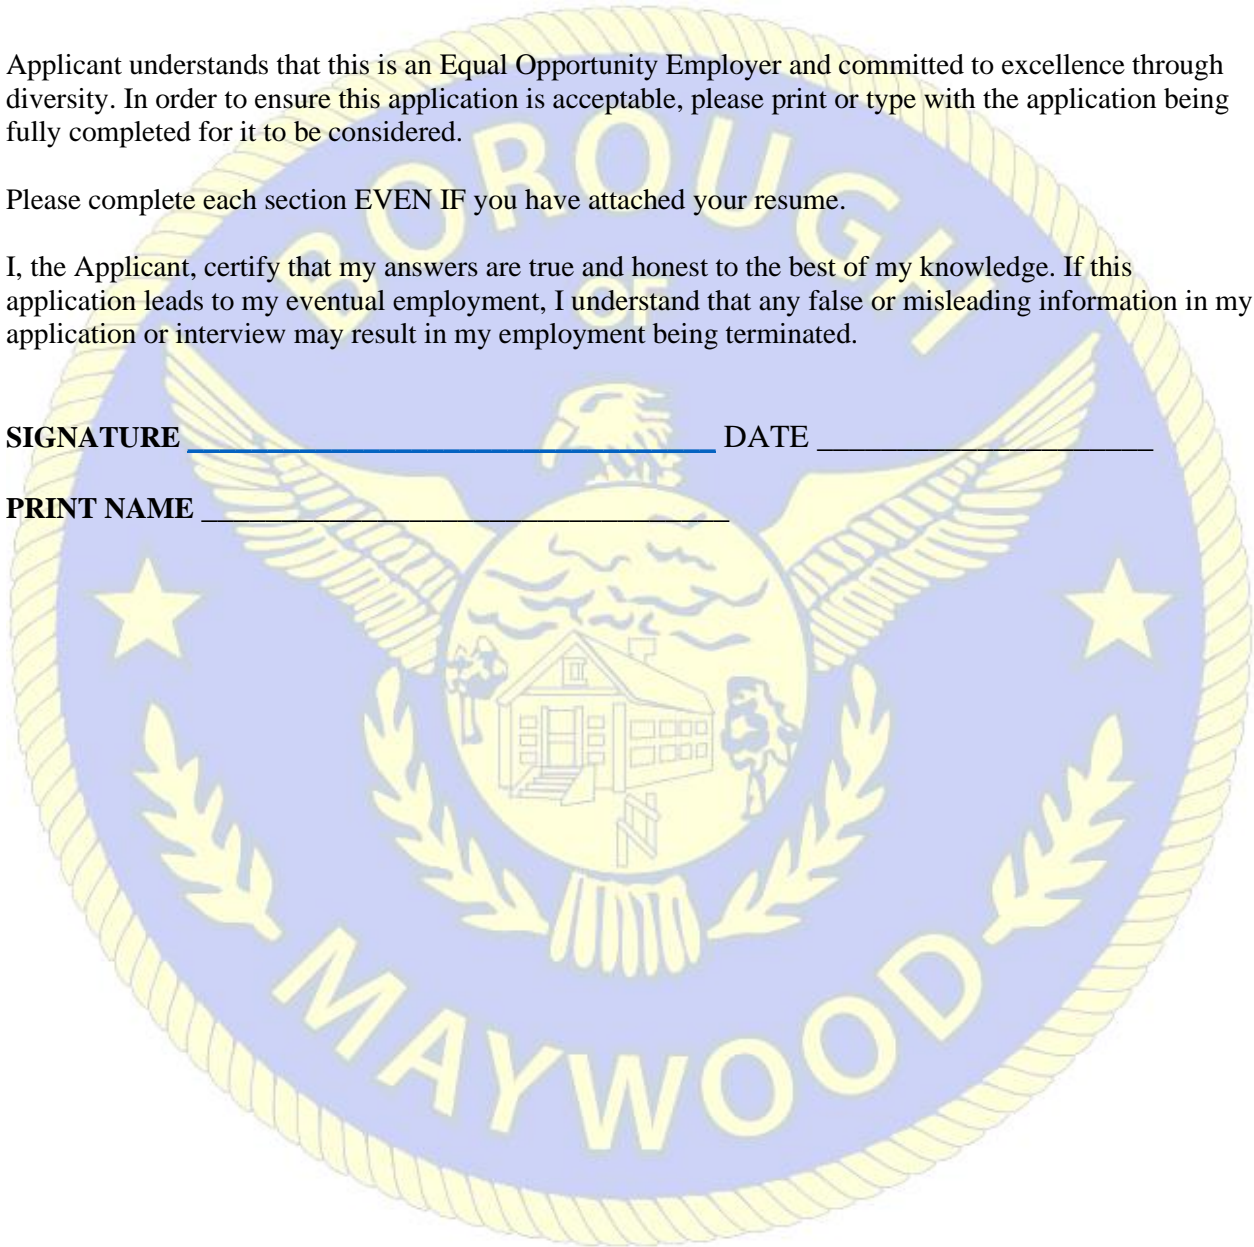 Applicant understands that this is an Equal Opportunity Employer and committed to excellence through
diversity. In order to ensure this application is acceptable, please print or type with the application being
fully completed for it to be considered.
Please complete each section EVEN IF you have attached your resume.
I, the Applicant, certify that my answers are true and honest to the best of my knowledge. If this
application leads to my eventual employment, I understand that any false or misleading information in my
application or interview may result in my employment being terminated.
SIGNATURE _________________________________ DATE _____________________
PRINT NAME _________________________________
BOROUGH
OF
MAYWOOD